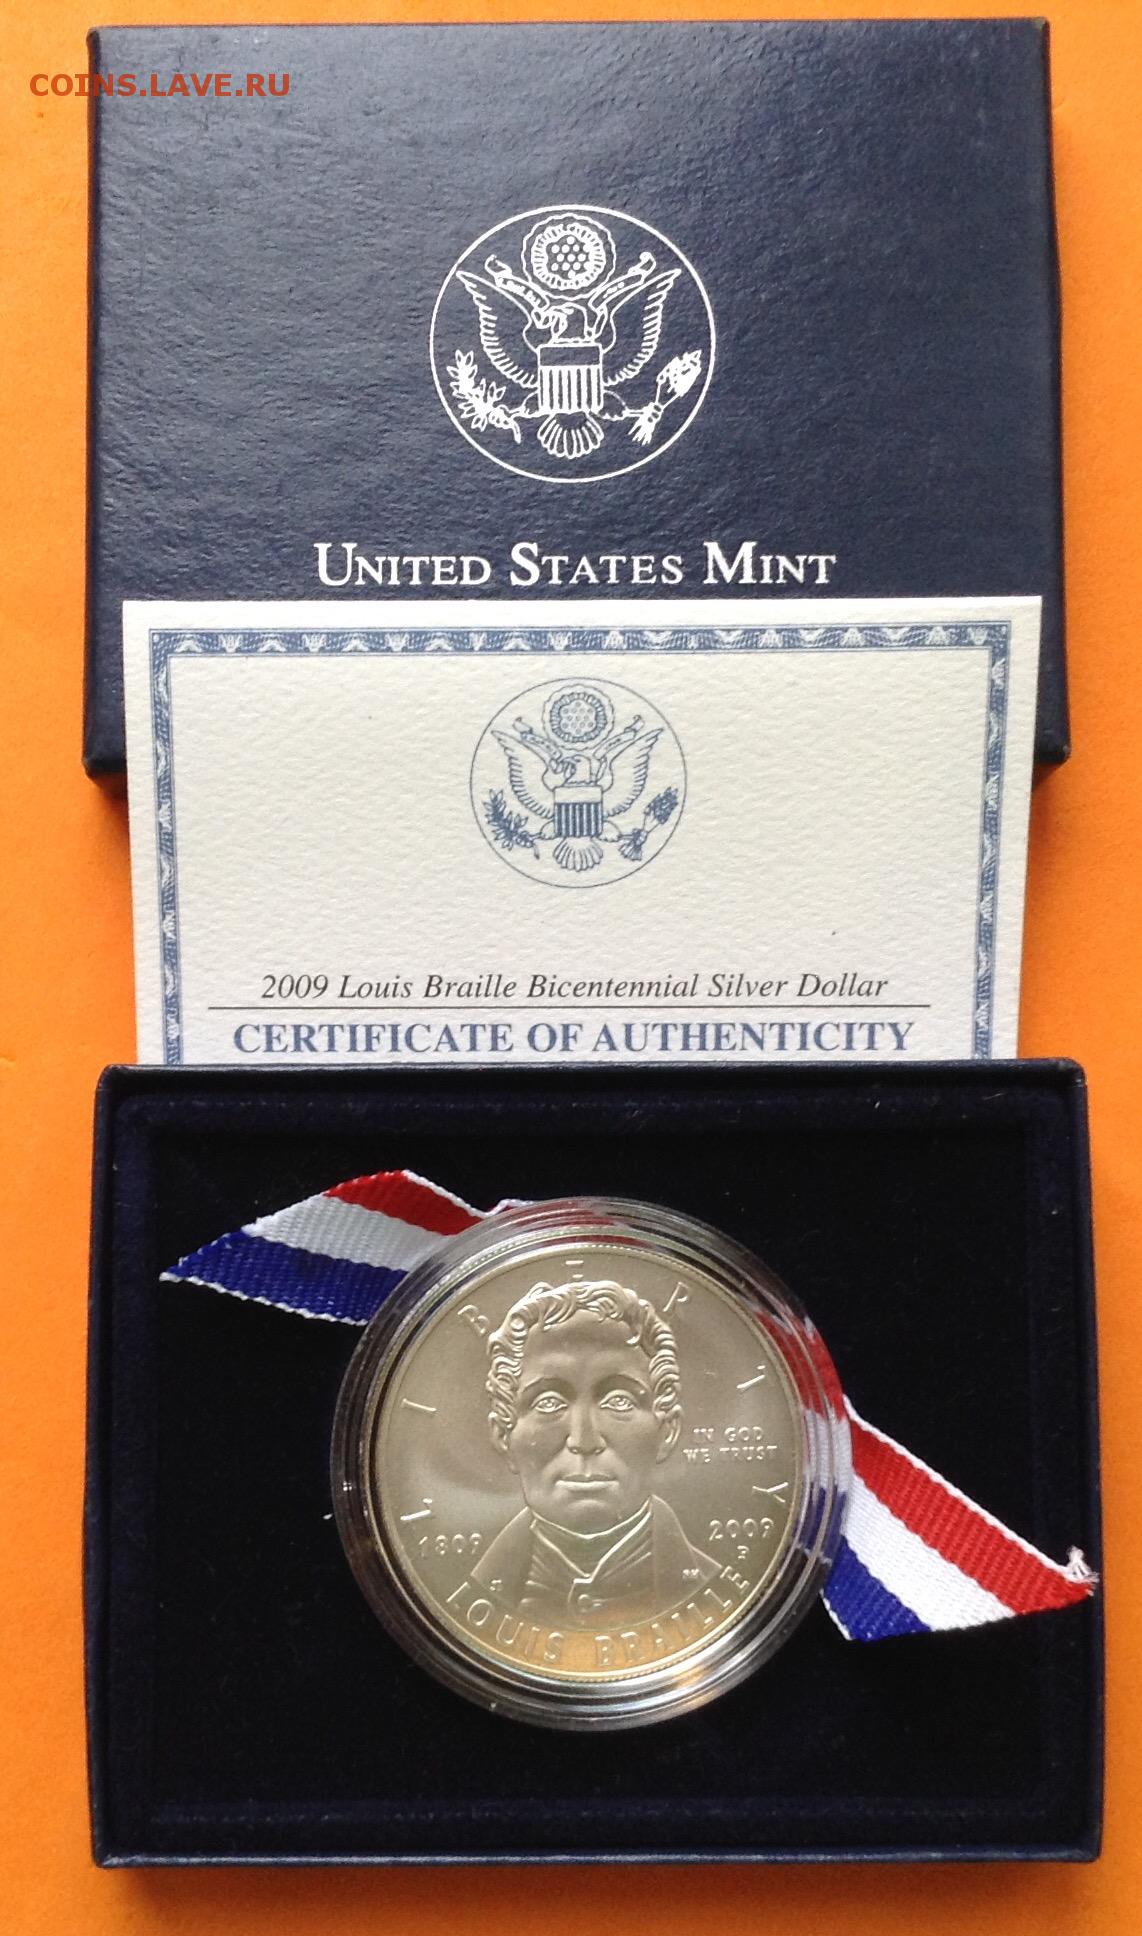 COINS.LAVE.RU
UNITED STATES MINT
2009 Louis Braille Bicentennial Silver Dollar
CERTIFICATE OF AUTHENTICITY
LIBERTY
IN GOD
WE TRUST
1809
2009
P
LOUIS BRAILLE